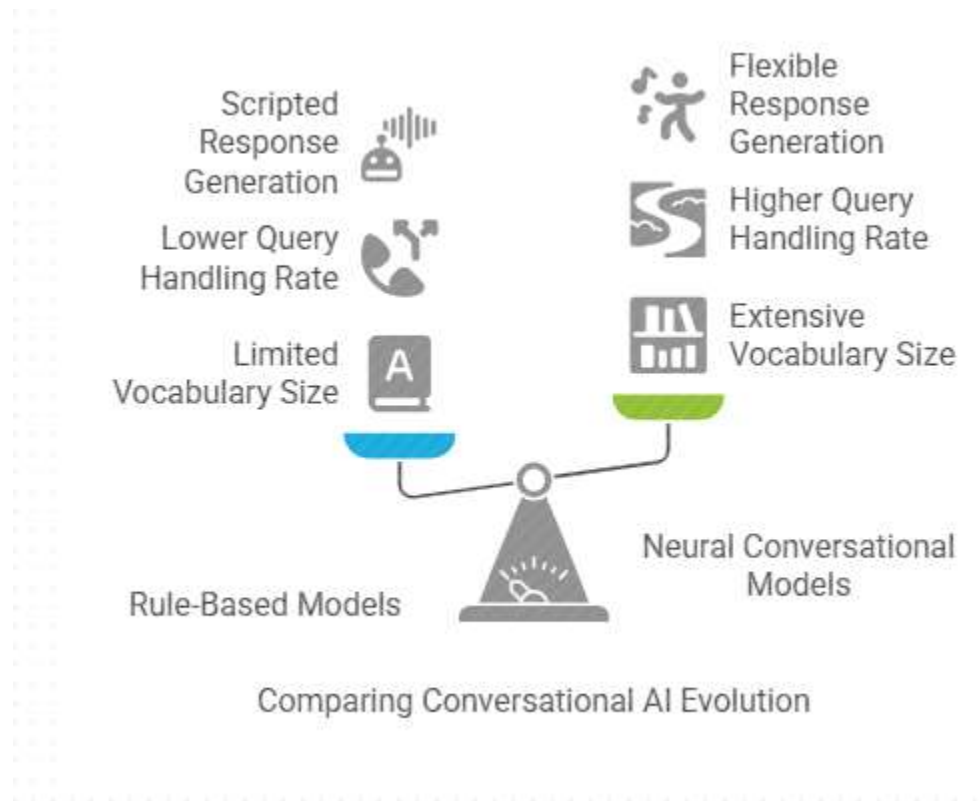 Scripted
Response
Generation
Lower Query
Handling Rate
Limited
Vocabulary Size
A
Flexible
Response
Generation
Higher Query
Handling Rate
Extensive
Vocabulary Size
Rule-Based Models
Neural Conversational
Models
Comparing Conversational AI Evolution